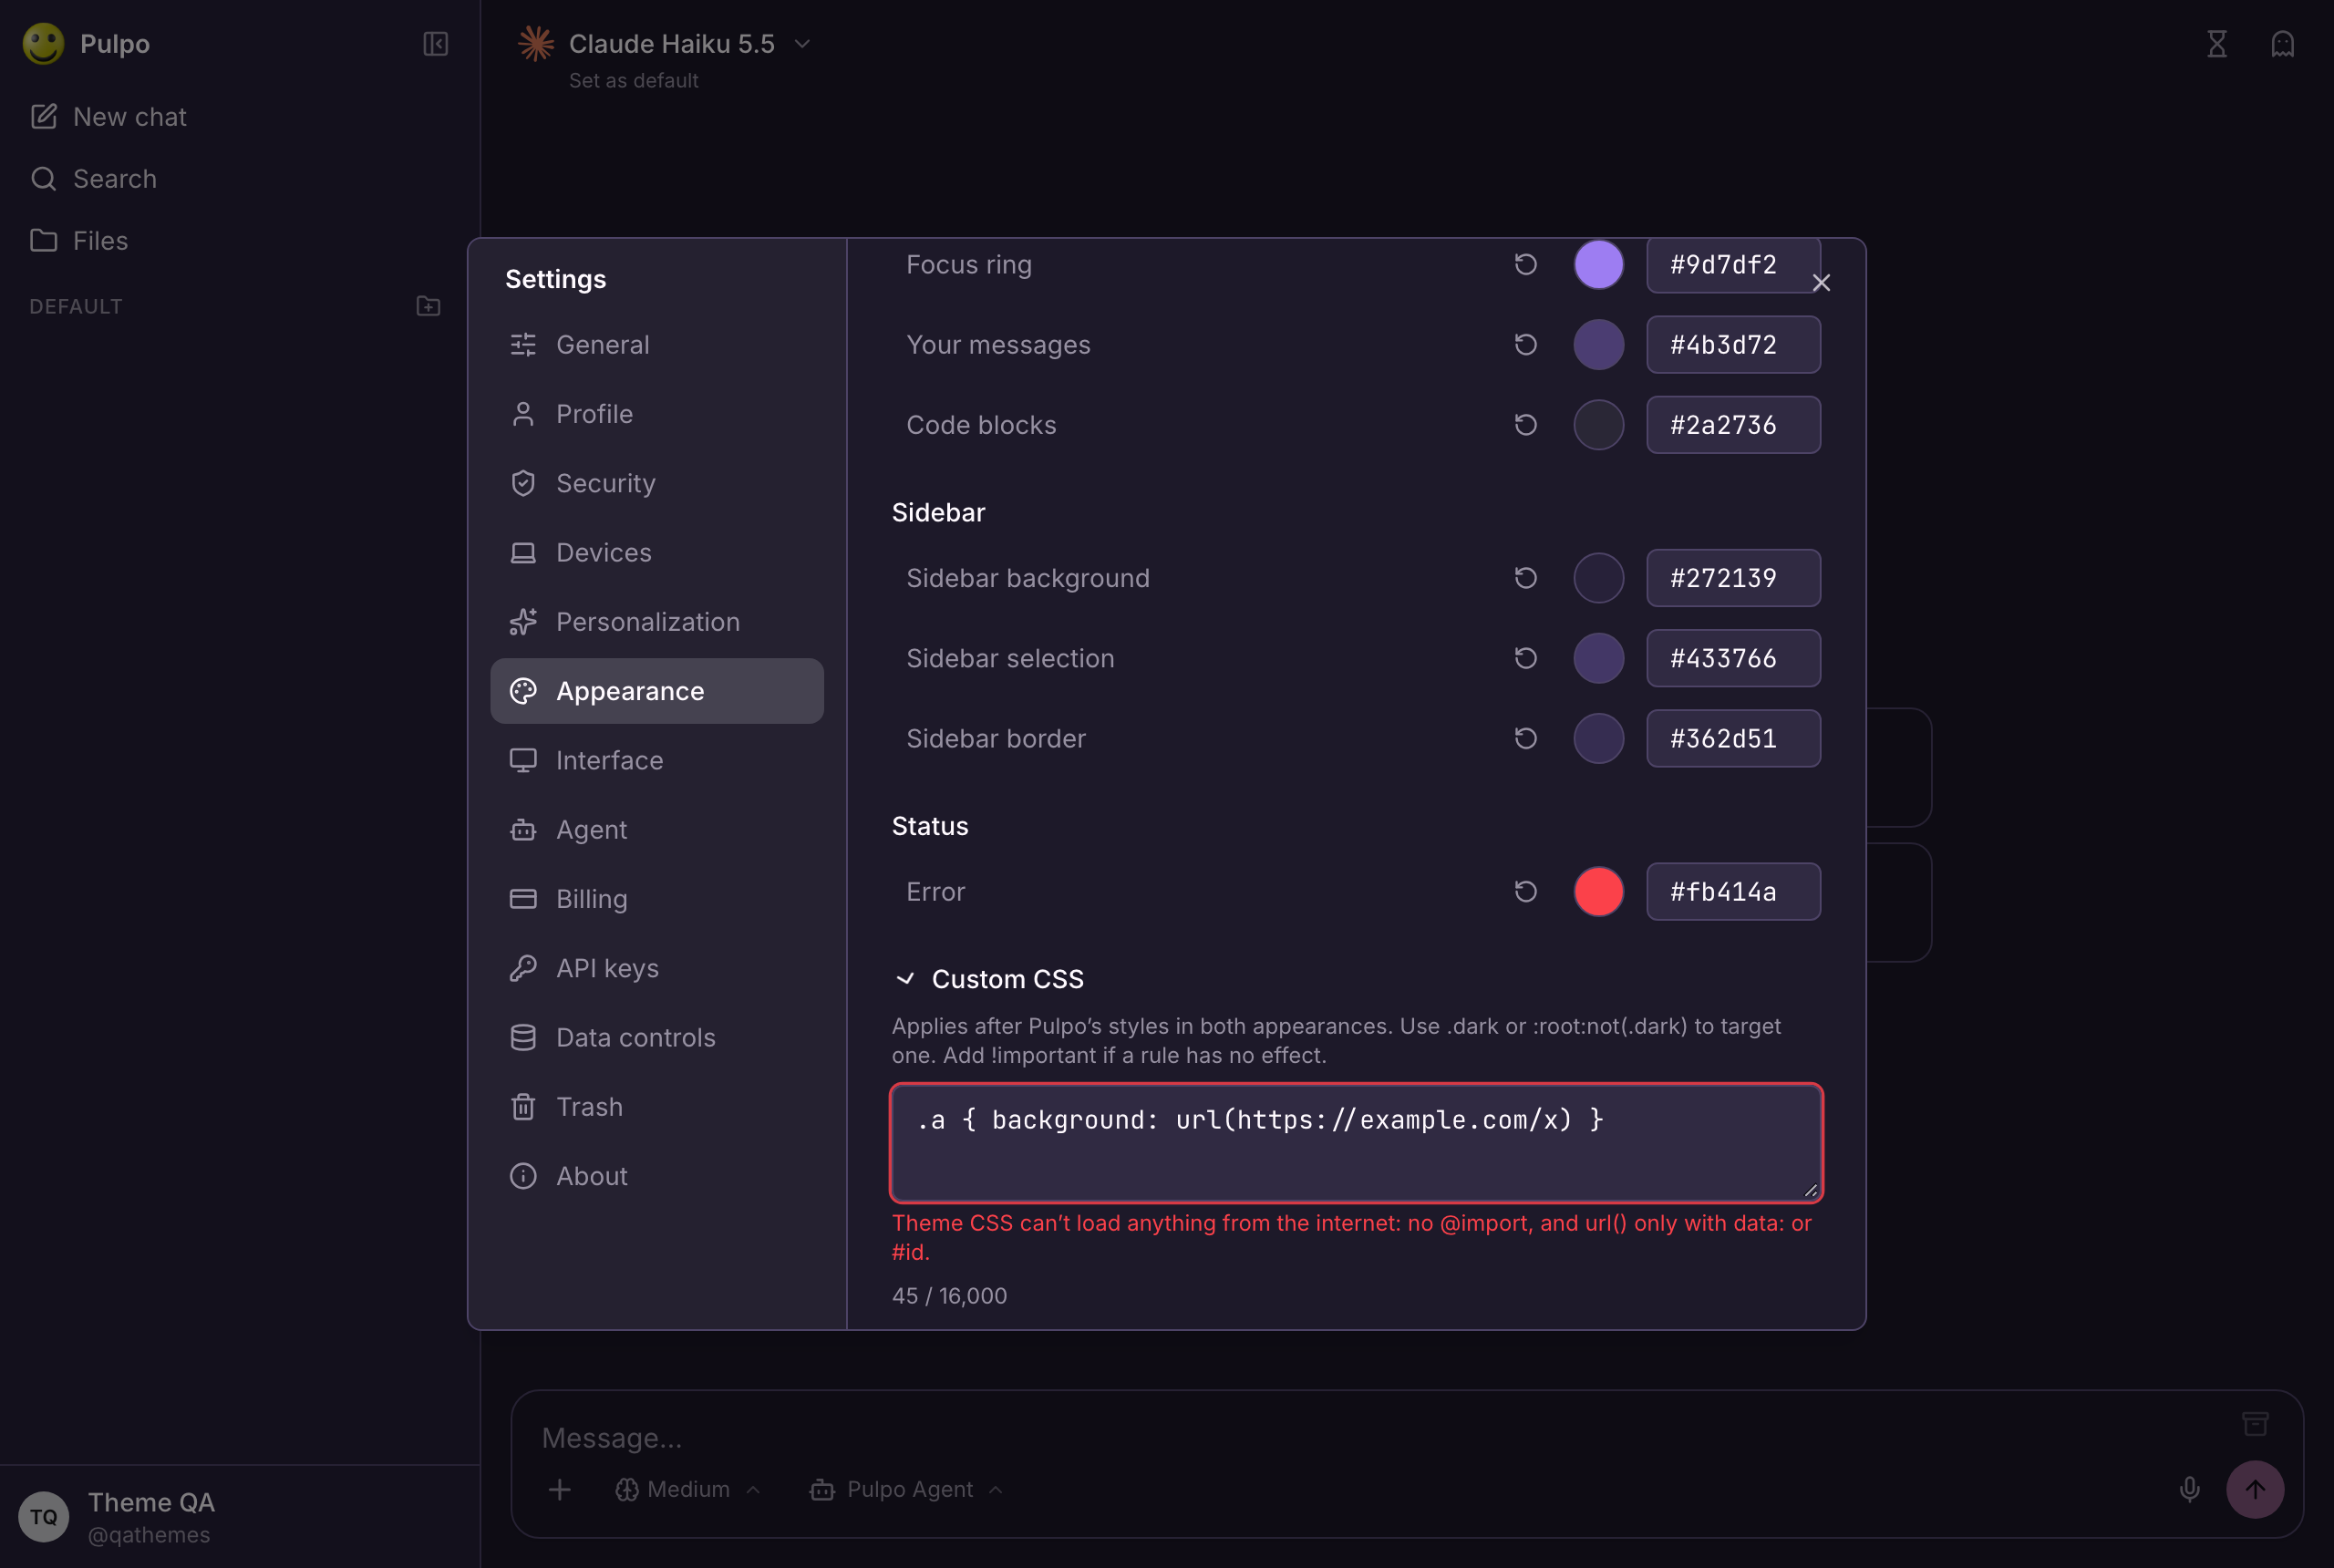 Pulpo
New chat
Search
Files
DEFAULT
Theme QA
TQ
@qathemes
Claude Haiku 5.5
Set as default
Settings
General
Profile
Security
Devices
Personalization
Appearance
Interface
Agent
Billing
API keys
Data controls
Trash
About
Focus ring #9d7df2
Your messages #4b3d72
Code blocks #2a2736
Sidebar
Sidebar background #272139
Sidebar selection #433766
Sidebar border #362d51
Status
Error #fb414a
Custom CSS
Applies after Pulpo’s styles in both appearances. Use .dark or :root:not(.dark) to target
one. Add !important if a rule has no effect.
.a { background: url(https://example.com/x) }
Theme CSS can’t load anything from the internet: no @import, and url() only with data: or
#id.
45 / 16,000
Message...
Medium
Pulpo Agent